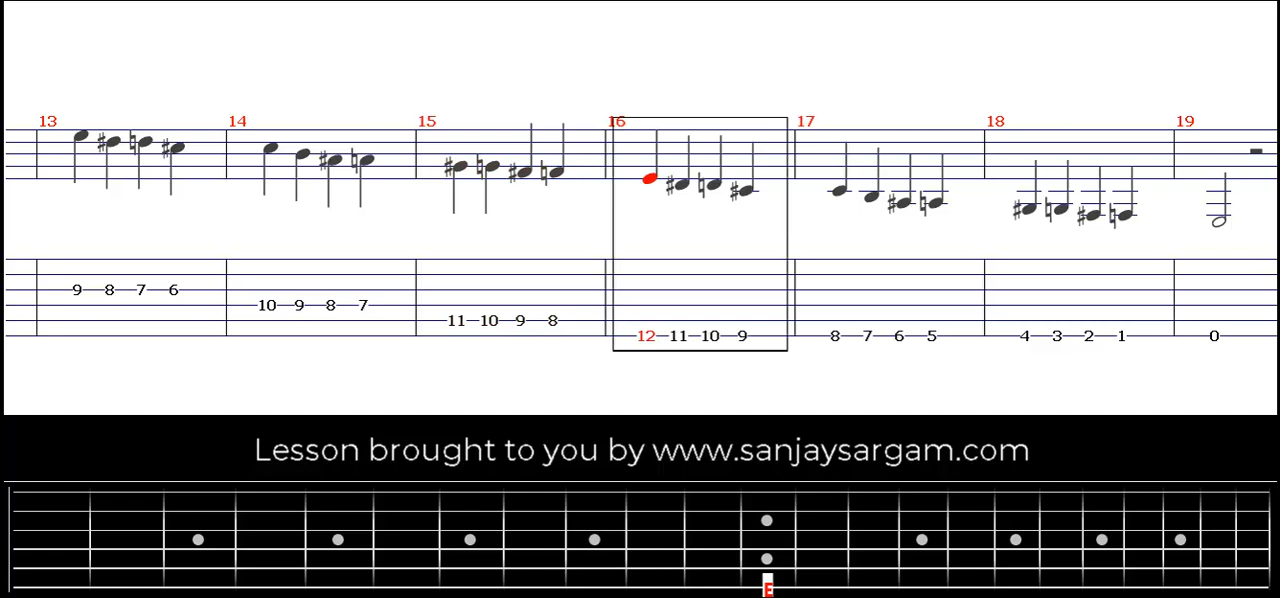 13 14 15 16 17 18 19
9 8 7 6
10 9 8 7
11 10 9 8
12 11 10 9 8 7 6 5 4 3 2 1 0
Lesson brought to you by www.sanjaysargam.com
E